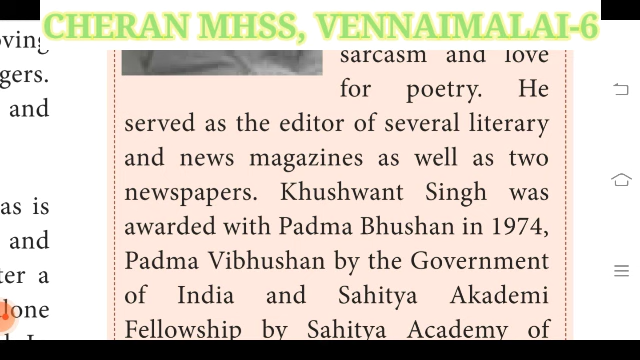 CHERAN MHSS, VENNAIMALAI-6
oving
gers.
and
as is
and
ter a
lone
sarcasm and love
for poetry. He
served as the editor of several literary
and news magazines as well as two
newspapers. Khushwant Singh was
awarded with Padma Bhushan in 1974,
Padma Vibhushan by the Government
of India and Sahitya Akademi
Fellowship by Sahitya Academy of